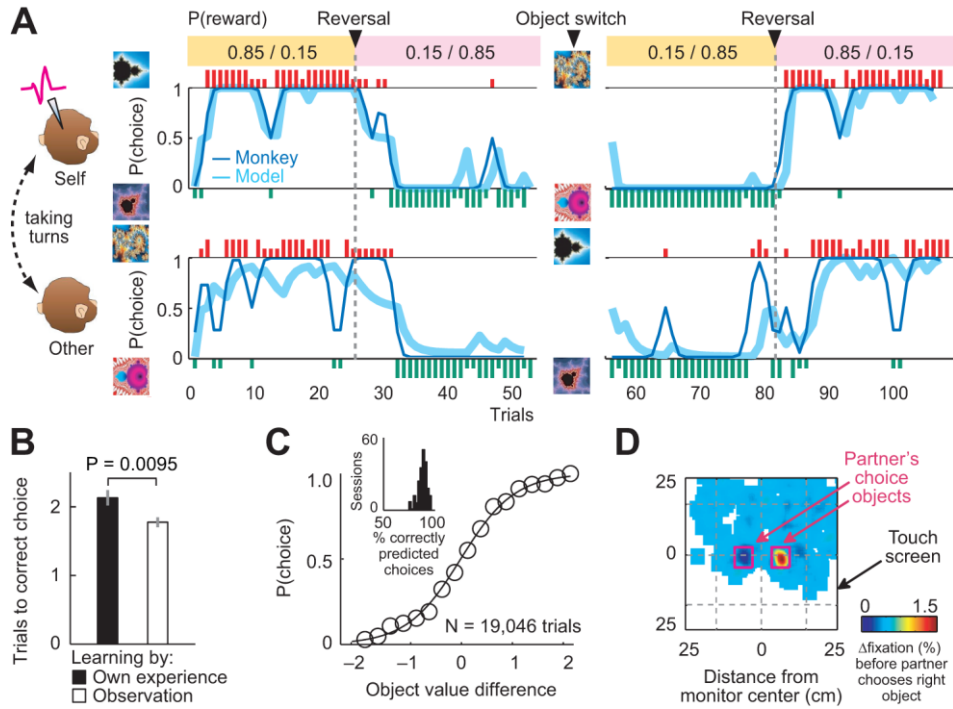 A
P(reward)
Reversal
Object switch
Reversal
0.85 / 0.15
0.15 / 0.85
0.15 / 0.85
0.85 / 0.15
1
P(choice)
0.5
0
Monkey
Model
Self
taking
turns
1
P(choice)
0.5
0
Other
0
10
20
30
40
50
60
70
80
90
100
Trials
B
P = 0.0095
Trials to correct choice
2
1
0
Learning by:
Own experience
Observation
C
60
0
Sessions
50
100
% correctly
predicted
choices
P(choice)
1.0
0.5
0
N = 19,046 trials
−2
−1
0
1
2
Object value difference
D
Partner's
choice
objects
25
0
25
25
0
25
Distance from
monitor center (cm)
Touch
screen
0
1.5
Δfixation (%)
before partner
chooses right
object